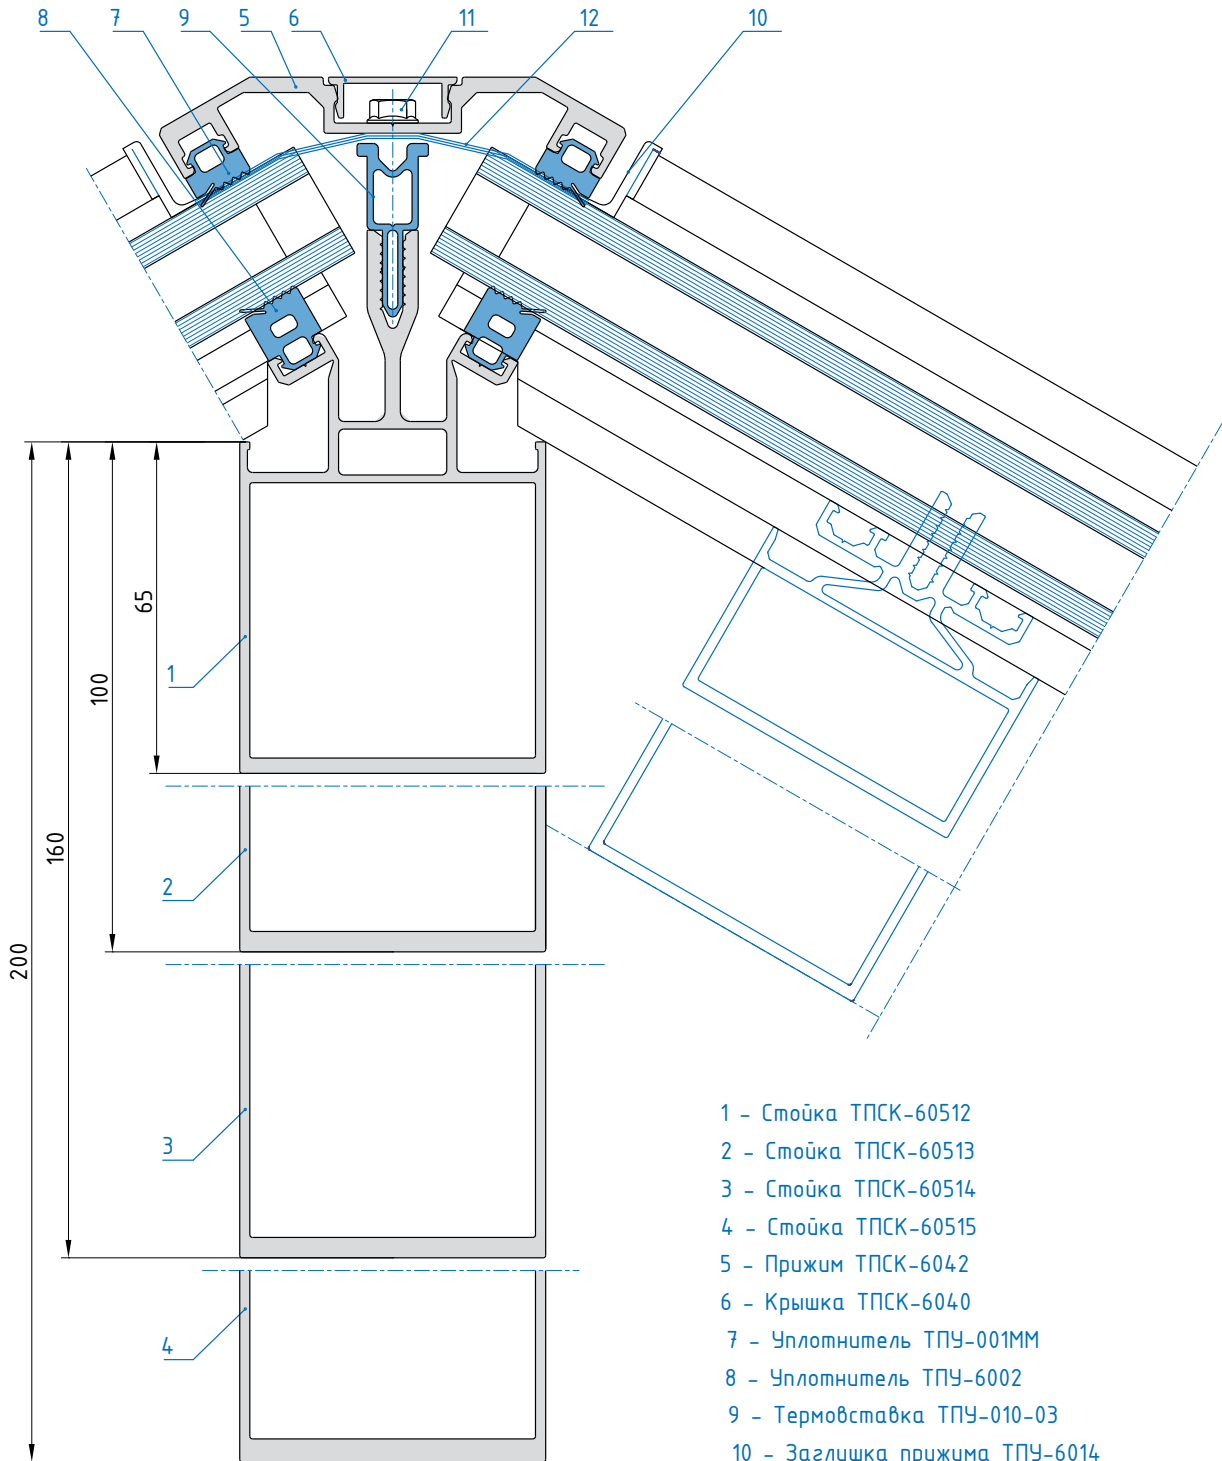 8 7 9 5 6 11 12 10
65
1
100
160
2
200
3
4
1 - Стойка ТПСК-60512
2 - Стойка ТПСК-60513
3 - Стойка ТПСК-60514
4 - Стойка ТПСК-60515
5 - Прижим ТПСК-6042
6 - Крышка ТПСК-6040
7 - Уплотнитель ТПУ-001ММ
8 - Уплотнитель ТПУ-6002
9 - Термовставка ТПУ-010-03
10 - Заглишка прижима ТПУ-6014